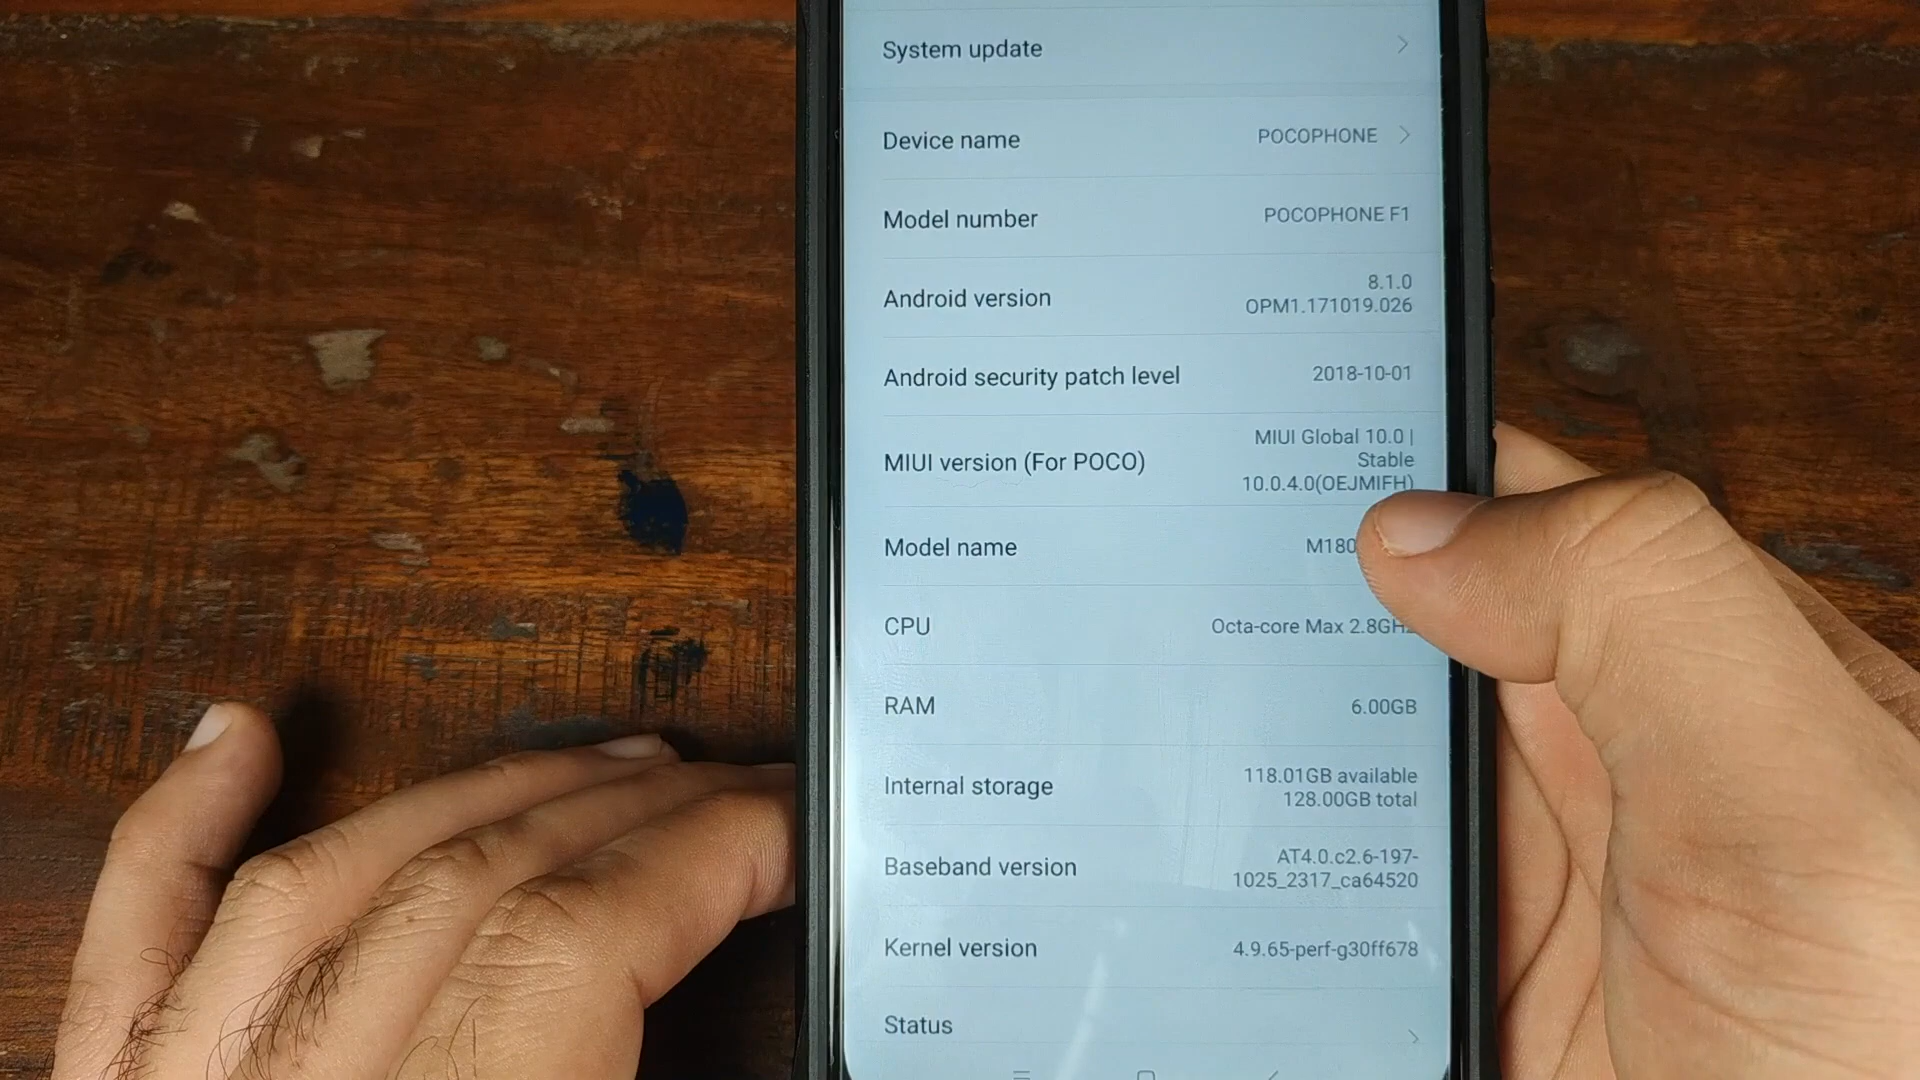 System update
Device name
POCOPHONE
Model number
POCOPHONE F1
Android version
8.1.0
OPM1.171019.026
Android security patch level
2018-10-01
MIUI version (For POCO)
MIUI Global 10.0 |
Stable
10.0.4.0(OEJMIFH)
Model name
M180
CPU
Octa-core Max 2.8GHz
RAM
6.00GB
Internal storage
118.01GB available
128.00GB total
Baseband version
AT4.0.c2.6-197-
1025_2317_ca64520
Kernel version
4.9.65-perf-g30ff678
Status